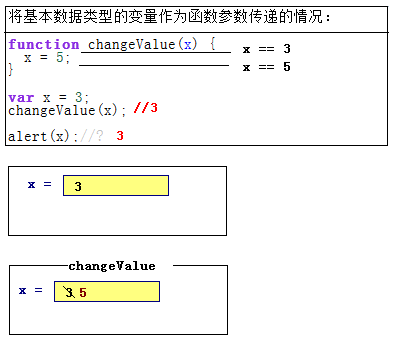 将基本数据类型的变量作为函数参数传递的情况：
function changeValue(x) { x == 3
x = 5; x == 5
}
var x = 3;
changeValue(x); //3
alert(x);//? 3
x = 3
changeValue
x = 3 5